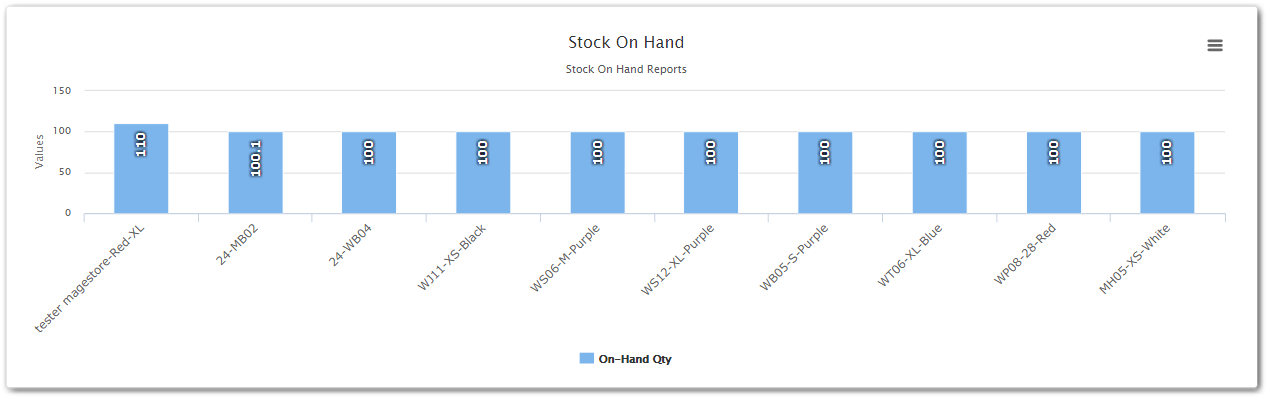 Stock On Hand
Stock On Hand Reports
Values
150
100
50
0
110
100.1
100
100
100
100
100
100
100
100
tester magestore-Red-XL
24-MB02
24-WB04
WJ11-XS-Black
WS06-M-Purple
WS12-XL-Purple
WB05-S-Purple
WT06-XL-Blue
WP08-28-Red
MH05-XS-White
On-Hand Qty